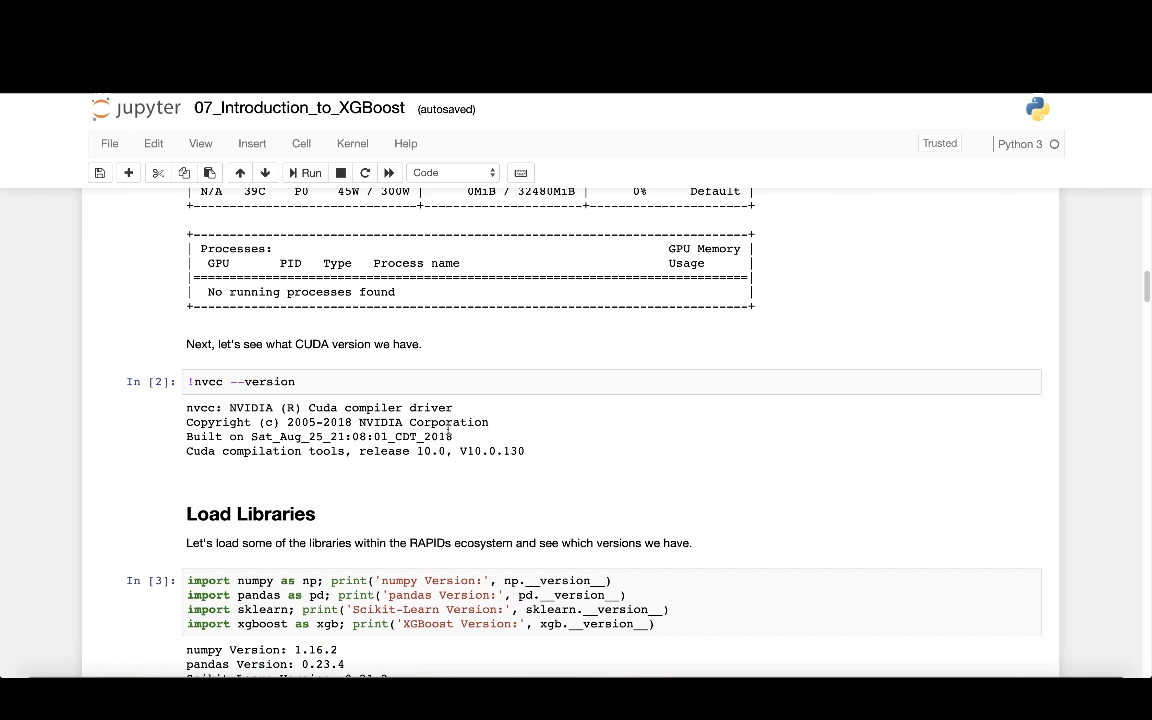 jupyter 07_Introduction_to_XGBoost (autosaved)
File Edit View Insert Cell Kernel Help Trusted Python 3
Run Code
| N/A   39C    P0    45W / 300W |      0MiB / 32480MiB |      0%      Default |
+-------------------------------+----------------------+----------------------+
+-----------------------------------------------------------------------------+
| Processes:                                                       GPU Memory |
|  GPU       PID   Type   Process name                             Usage      |
|=============================================================================|
|  No running processes found                                                 |
+-----------------------------------------------------------------------------+
Next, let's see what CUDA version we have.
In [2]: !nvcc --version
nvcc: NVIDIA (R) Cuda compiler driver
Copyright (c) 2005-2018 NVIDIA Corporation
Built on Sat_Aug_25_21:08:01_CDT_2018
Cuda compilation tools, release 10.0, V10.0.130
Load Libraries
Let's load some of the libraries within the RAPIDs ecosystem and see which versions we have.
In [3]: import numpy as np; print('numpy Version:', np.__version__)
import pandas as pd; print('pandas Version:', pd.__version__)
import sklearn; print('Scikit-Learn Version:', sklearn.__version__)
import xgboost as xgb; print('XGBoost Version:', xgb.__version__)
numpy Version: 1.16.2
pandas Version: 0.23.4